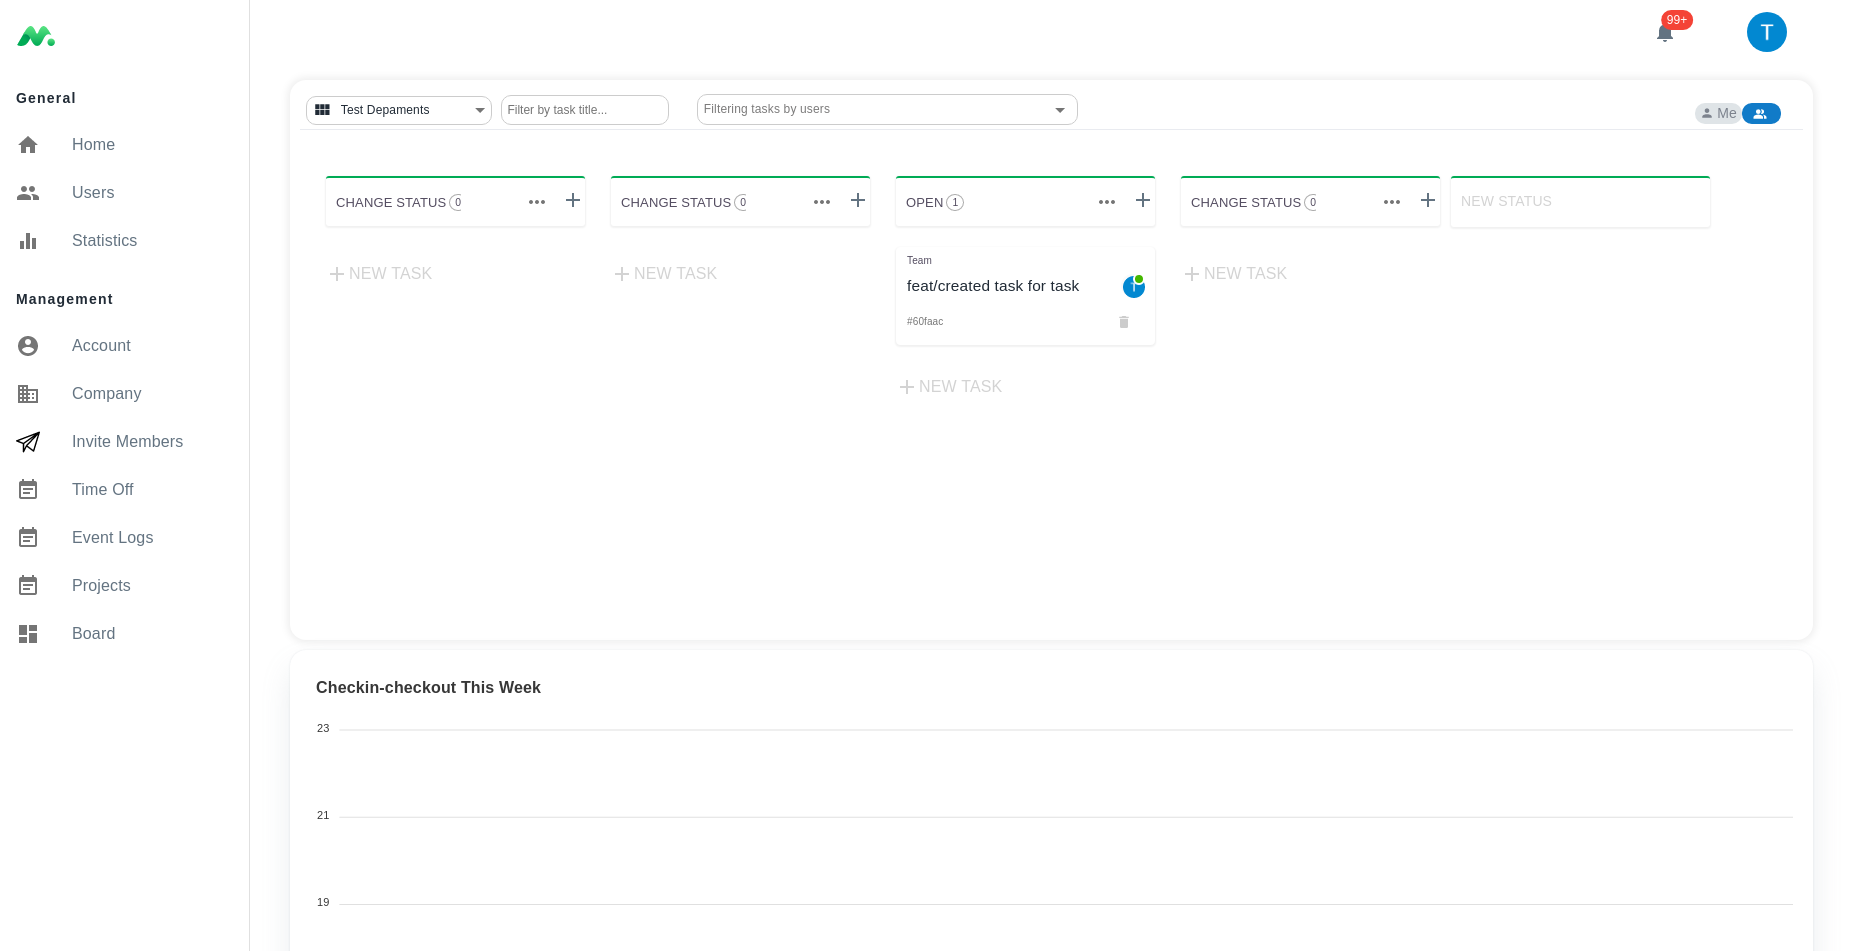 99+
T
General
Home
Users
Statistics
Management
Account
Company
Invite Members
Time Off
Event Logs
Projects
Board
Test Depaments
Filter by task title...
Filtering tasks by users
Me
CHANGE STATUS 0
CHANGE STATUS 0
OPEN 1
CHANGE STATUS 0
NEW STATUS
NEW TASK
NEW TASK
Team
feat/created task for task
T
#60faac
NEW TASK
NEW TASK
Checkin-checkout This Week
23
21
19